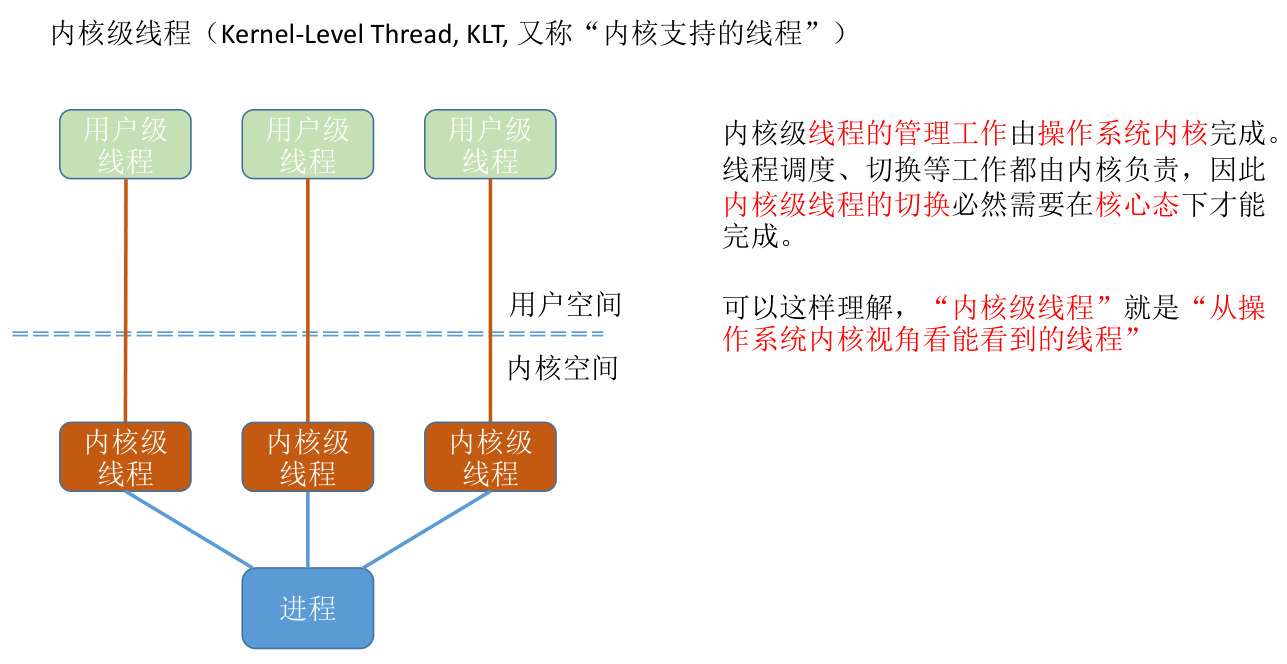 内核级线程（Kernel-Level Thread, KLT, 又称“内核支持的线程”）
用户级
线程
用户级
线程
用户级
线程
用户空间
内核空间
内核级
线程
内核级
线程
内核级
线程
进程
内核级线程的管理工作由操作系统内核完成。
线程调度、切换等工作都由内核负责，因此
内核级线程的切换必然需要在核心态下才能
完成。
可以这样理解，“内核级线程”就是“从操
作系统内核视角看能看到的线程”